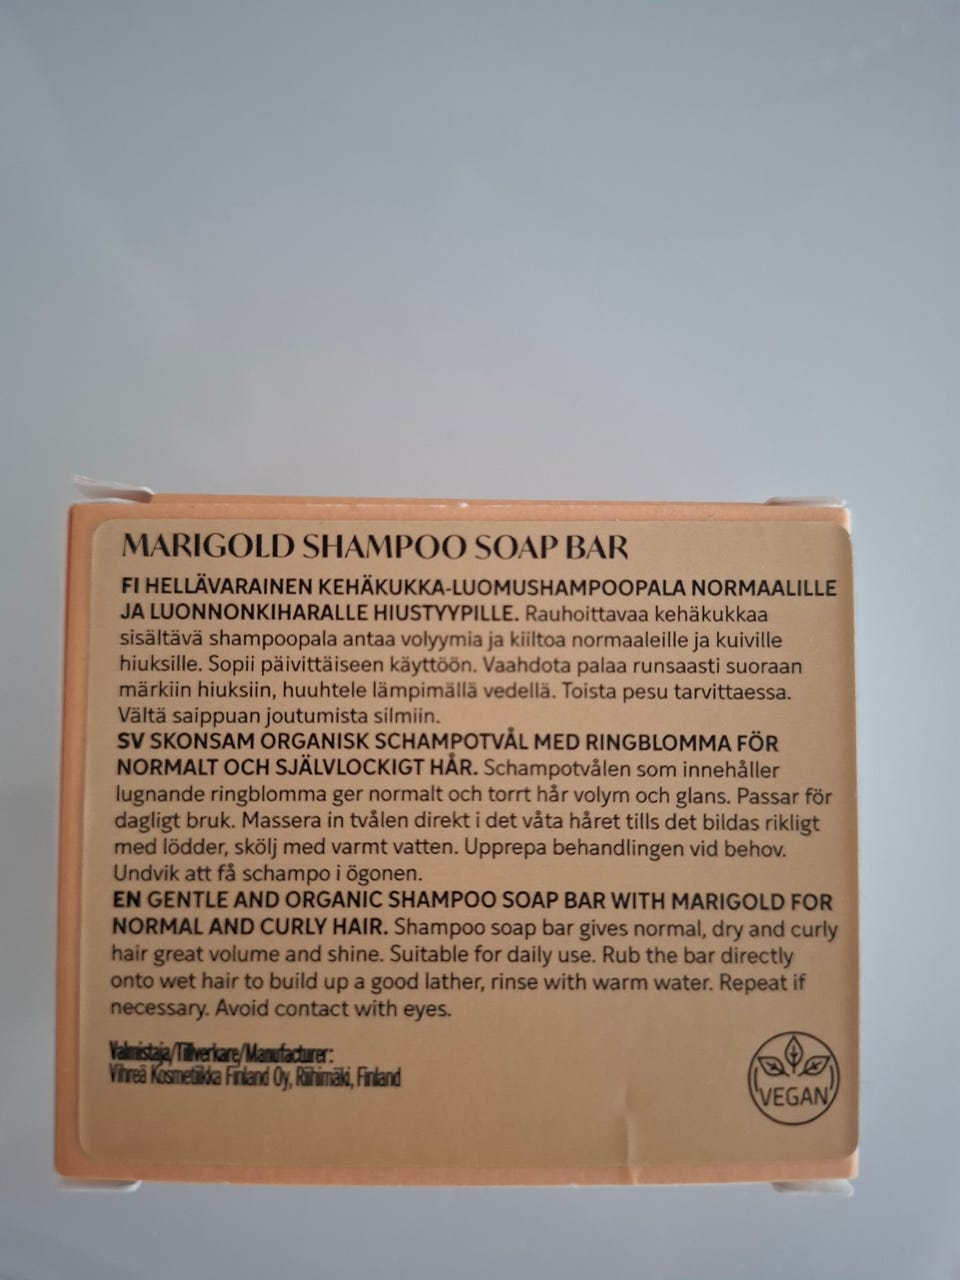 MARIGOLD SHAMPOO SOAP BAR
FI HELLÄVARAINEN KEHÄKUKKA-LUOMUSHAMPOOPALA NORMAALILLE
JA LUONNONKIHARALLE HIUSTYYPILLE. Rauhoittavaa kehäkukkaa
sisältävä shampoopala antaa volyymia ja kiiltoa normaaleille ja kuiville
hiuksille. Sopii päivittäiseen käyttöön. Vaahdota palaa runsaasti suoraan
märkiin hiuksiin, huuhtele lämpimällä vedellä. Toista pesu tarvittaessa.
Vältä saippuan joutumista silmiin.
SV SKONSAM ORGANISK SCHAMPOTVÅL MED RINGBLOMMA FÖR
NORMALT OCH SJÄLVLOCKIGT HÅR. Schampotvålen som innehåller
lugnande ringblomma ger normalt och torrt hår volym och glans. Passar för
dagligt bruk. Massera in tvålen direkt i det våta håret tills det bildas rikligt
med lödder, skölj med varmt vatten. Upprepa behandlingen vid behov.
Undvik att få schampo i ögonen.
EN GENTLE AND ORGANIC SHAMPOO SOAP BAR WITH MARIGOLD FOR
NORMAL AND CURLY HAIR. Shampoo soap bar gives normal, dry and curly
hair great volume and shine. Suitable for daily use. Rub the bar directly
onto wet hair to build up a good lather, rinse with warm water. Repeat if
necessary. Avoid contact with eyes.
Valmistaja/Tillverkare/Manufacturer:
Vihreä Kosmetiikka Finland Oy, Riihimäki, Finland
VEGAN